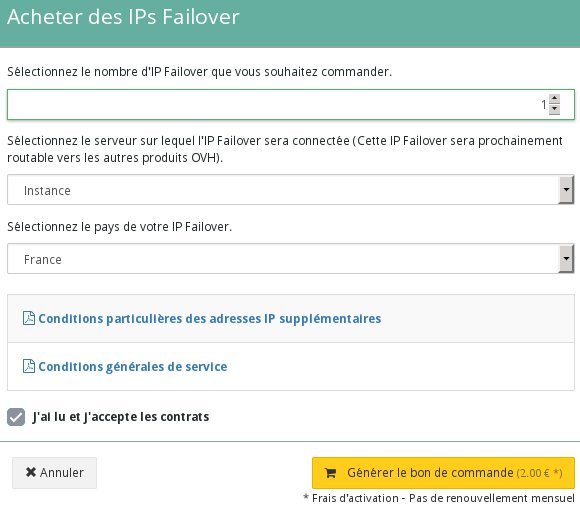 Acheter des IPs Failover
Sélectionnez le nombre d'IP Failover que vous souhaitez commander.
1
Sélectionnez le serveur sur lequel l'IP Failover sera connectée (Cette IP Failover sera prochainement
routable vers les autres produits OVH).
Instance
Sélectionnez le pays de votre IP Failover.
France
Conditions particulières des adresses IP supplémentaires
Conditions générales de service
J'ai lu et j'accepte les contrats
✖ Annuler
Générer le bon de commande (2.00 € *)
* Frais d'activation - Pas de renouvellement mensuel